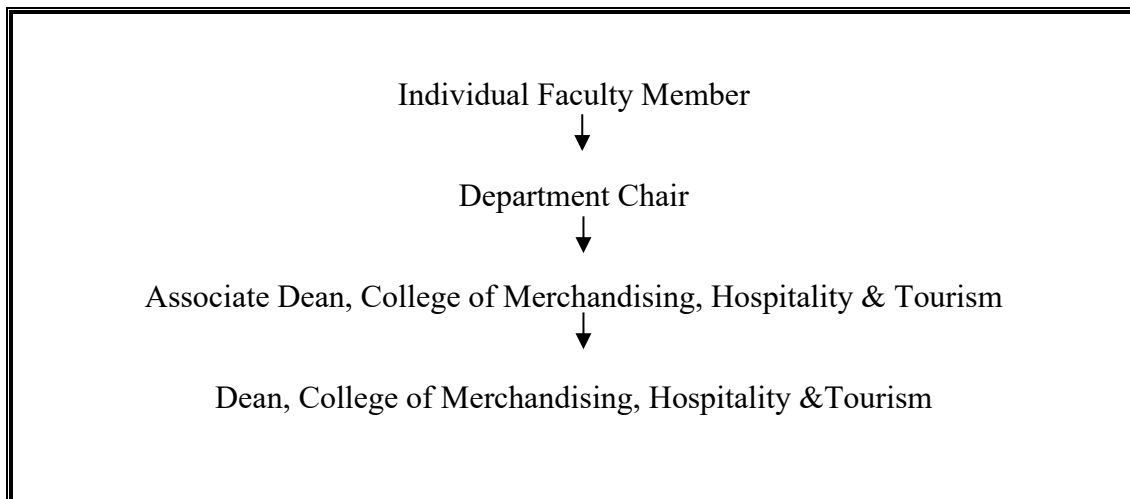 Individual Faculty Member
Department Chair
Associate Dean, College of Merchandising, Hospitality & Tourism
Dean, College of Merchandising, Hospitality &Tourism